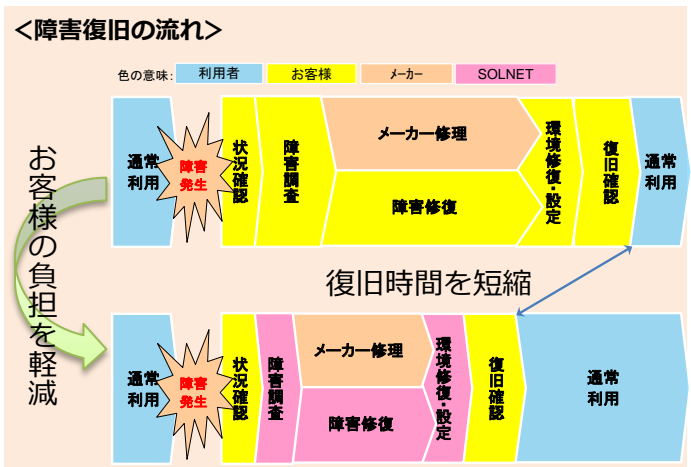 ＜障害復旧の流れ＞
色の意味: 利用者 お客様 メーカー SOLNET
お客様の負担を軽減
通常
利用
障害
発生
状況確認
障害調査
メーカー修理
障害修復
環境修復・設定
復旧確認
通常
利用
復旧時間を短縮
通常
利用
障害
発生
状況確認
障害調査
メーカー修理
障害修復
環境修復・設定
復旧確認
通常
利用